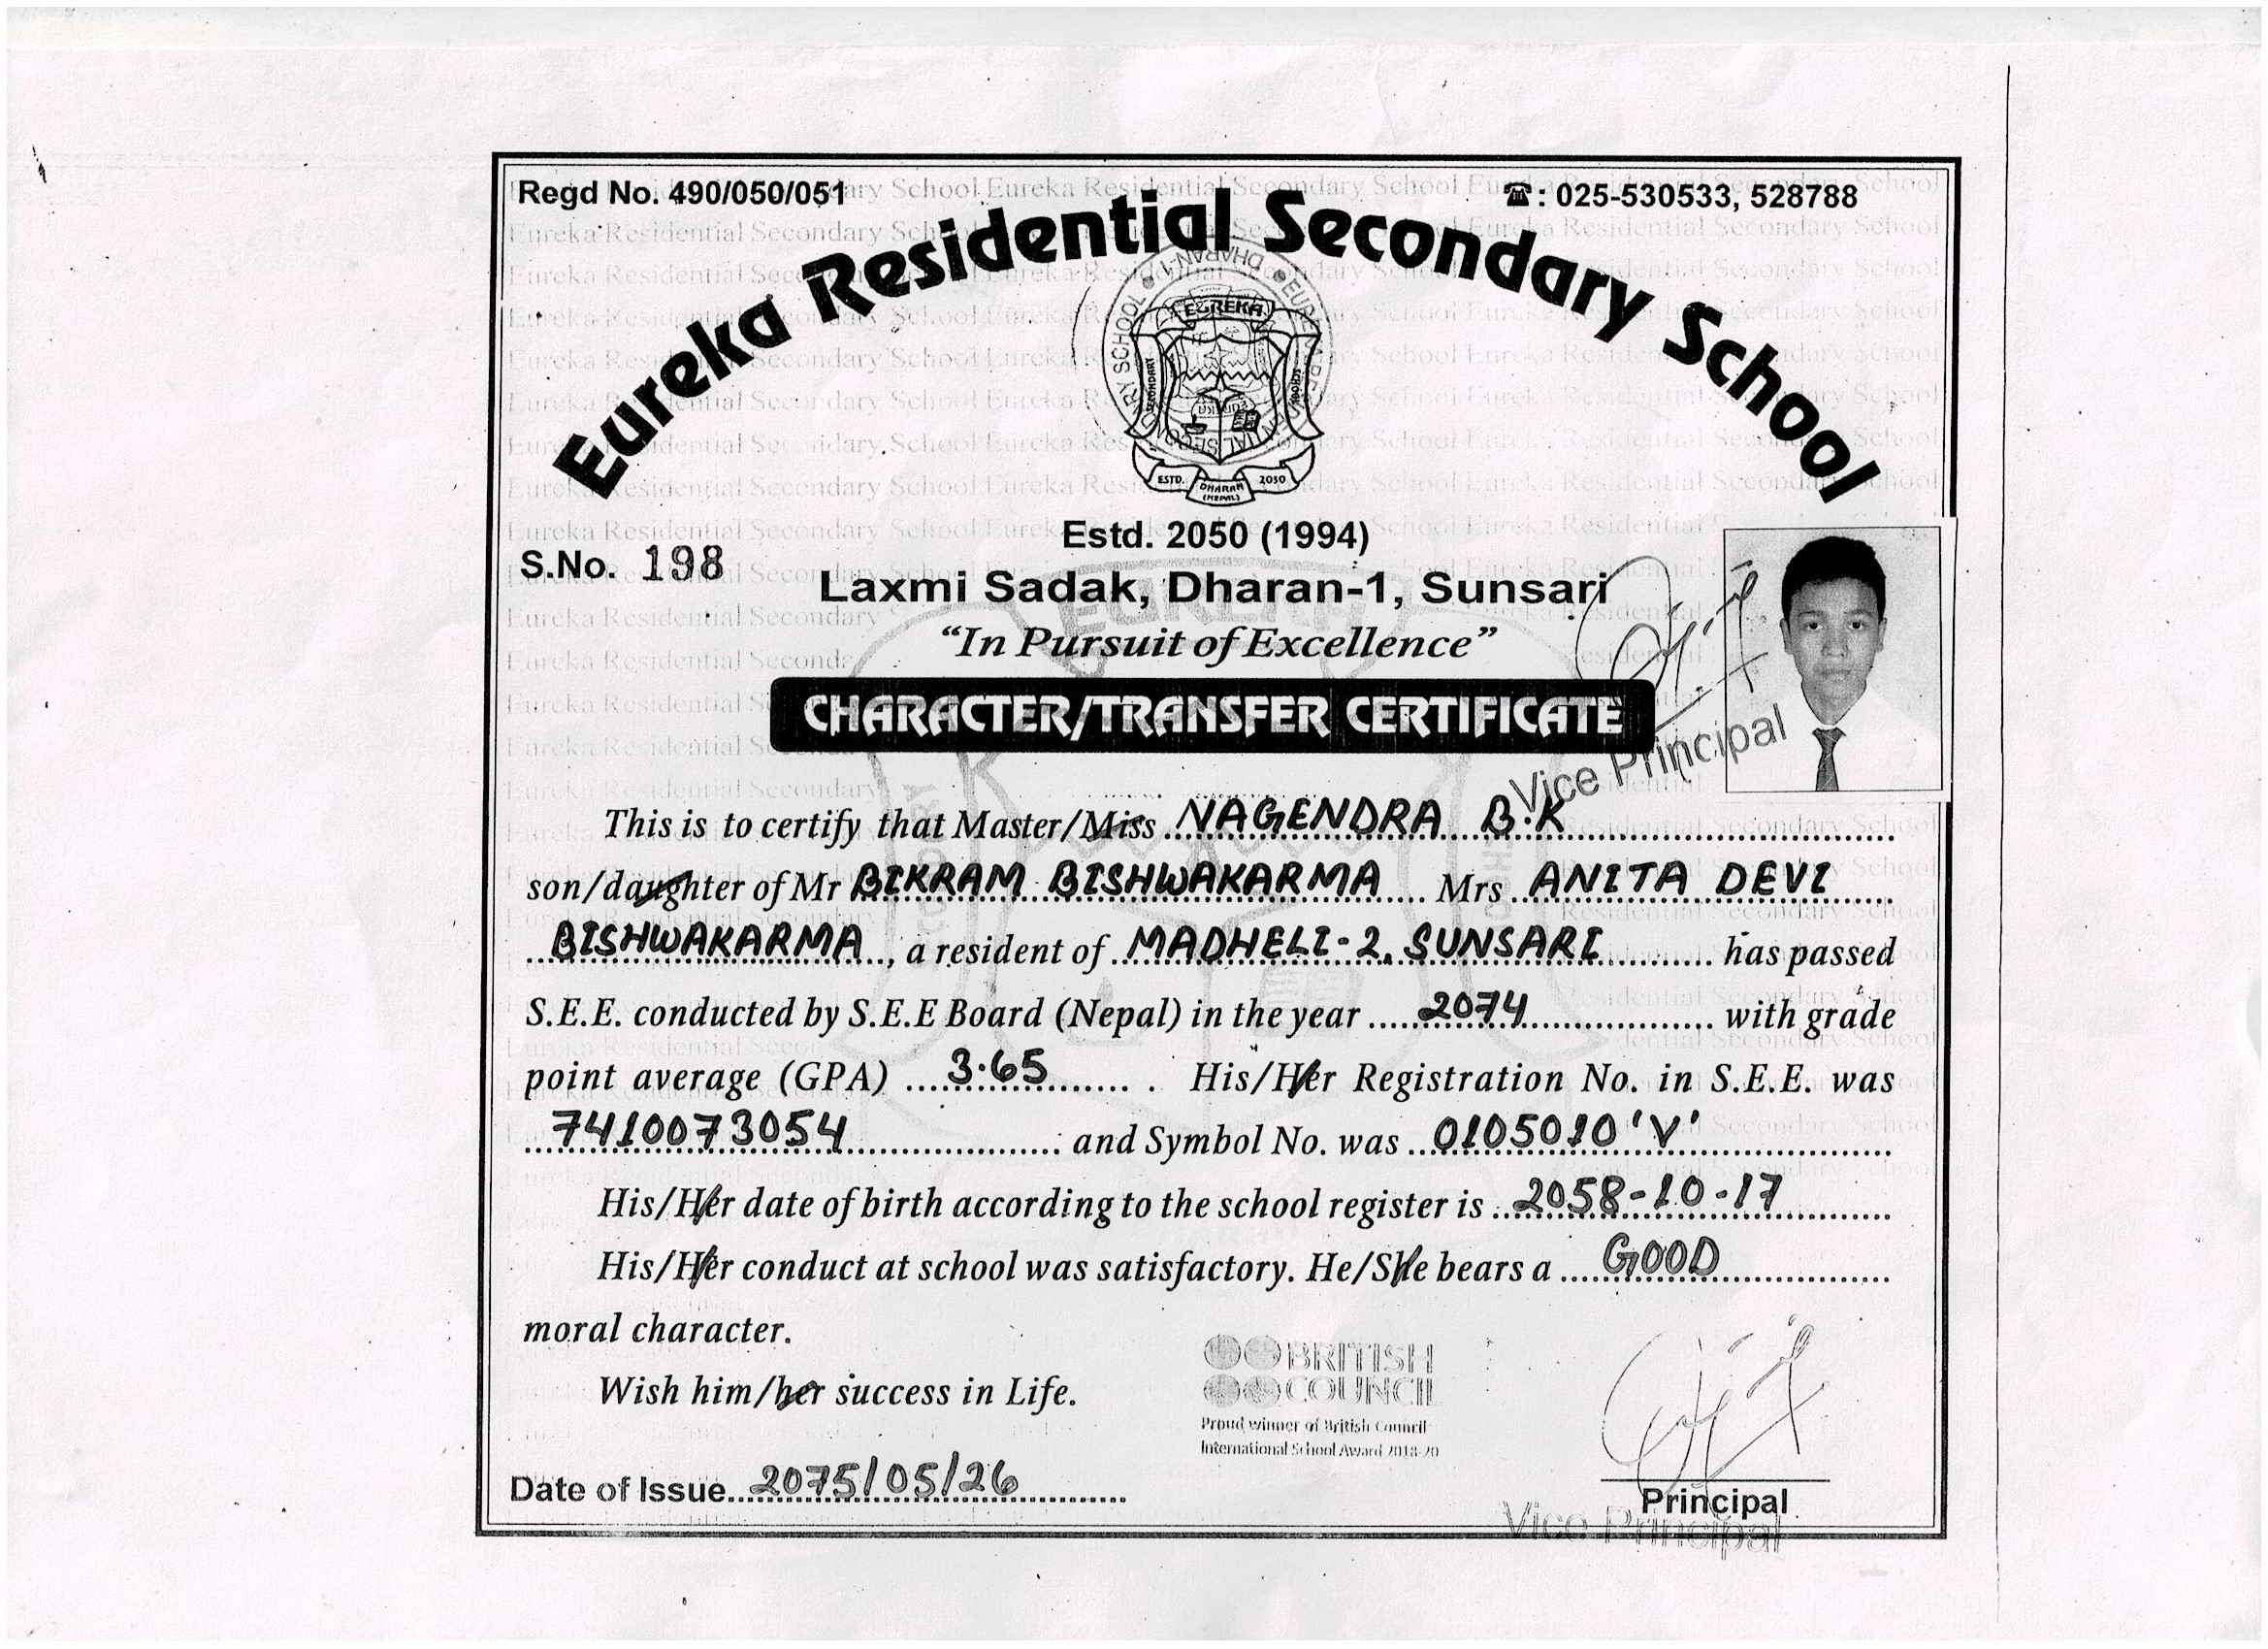 Regd No. 490/050/051
☎: 025-530533, 528788
Eureka Residential Secondary School
EUREKA
SECONDARY
SCHOOL
ESTD. DHARAN 2050
(NEPAL)
Estd. 2050 (1994)
S.No. 198
Laxmi Sadak, Dharan-1, Sunsari
“In Pursuit of Excellence”
CHARACTER/TRANSFER CERTIFICATE
Vice Principal
This is to certify that Master/Miss NAGENDRA B.K
son/daughter of Mr BIKRAM BISHWAKARMA Mrs ANITA DEVI
BISHWAKARMA, a resident of MADHELI-2, SUNSARI has passed
S.E.E. conducted by S.E.E Board (Nepal) in the year 2074 with grade
point average (GPA) 3.65. His/Her Registration No. in S.E.E. was
7410073054 and Symbol No. was 0105010 'V'
His/Her date of birth according to the school register is 2058-10-17
His/Her conduct at school was satisfactory. He/She bears a GOOD
moral character.
Wish him/her success in Life.
BRITISH
COUNCIL
Proud winner of British Council
International School Award 2018-20
Date of Issue 2075/05/26
Principal
Vice Principal